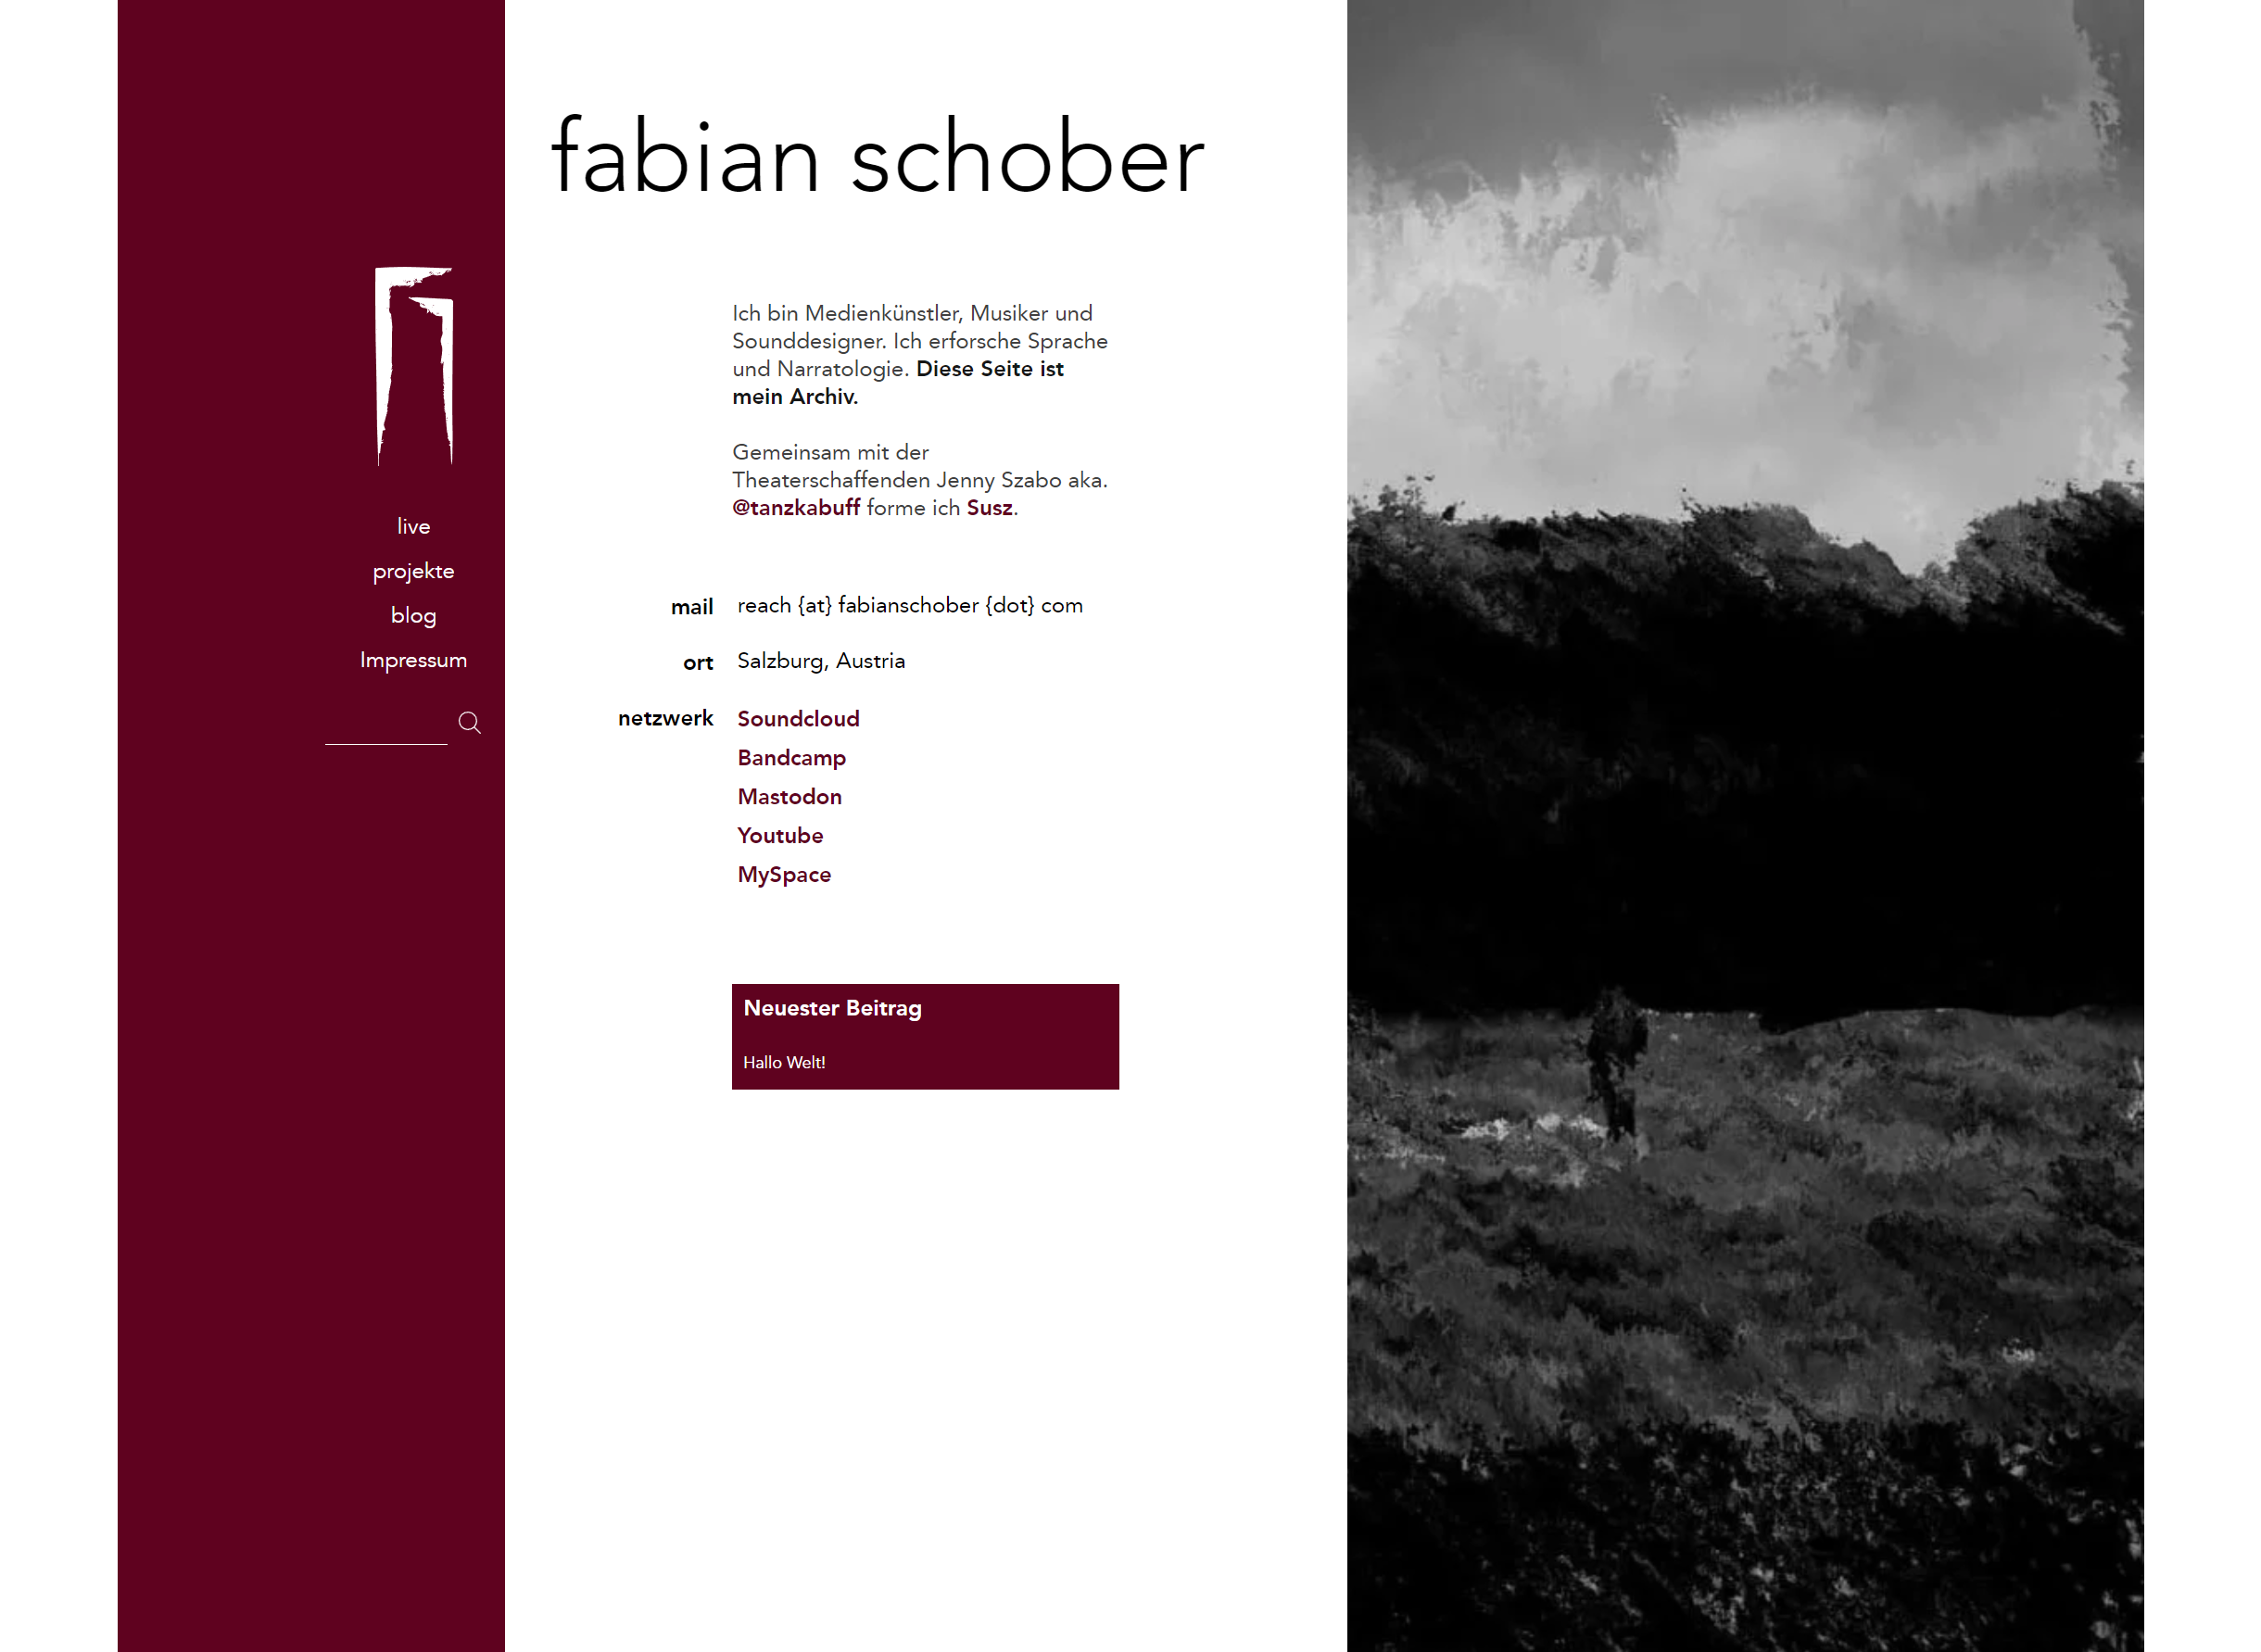 fabian schober
live
projekte
blog
Impressum
Ich bin Medienkünstler, Musiker und
Sounddesigner. Ich erforsche Sprache
und Narratologie. Diese Seite ist
mein Archiv.
Gemeinsam mit der
Theaterschaffenden Jenny Szabo aka.
@tanzkabuff forme ich Susz.
mail reach {at} fabianschober {dot} com
ort Salzburg, Austria
netzwerk Soundcloud
Bandcamp
Mastodon
Youtube
MySpace
Neuester Beitrag
Hallo Welt!